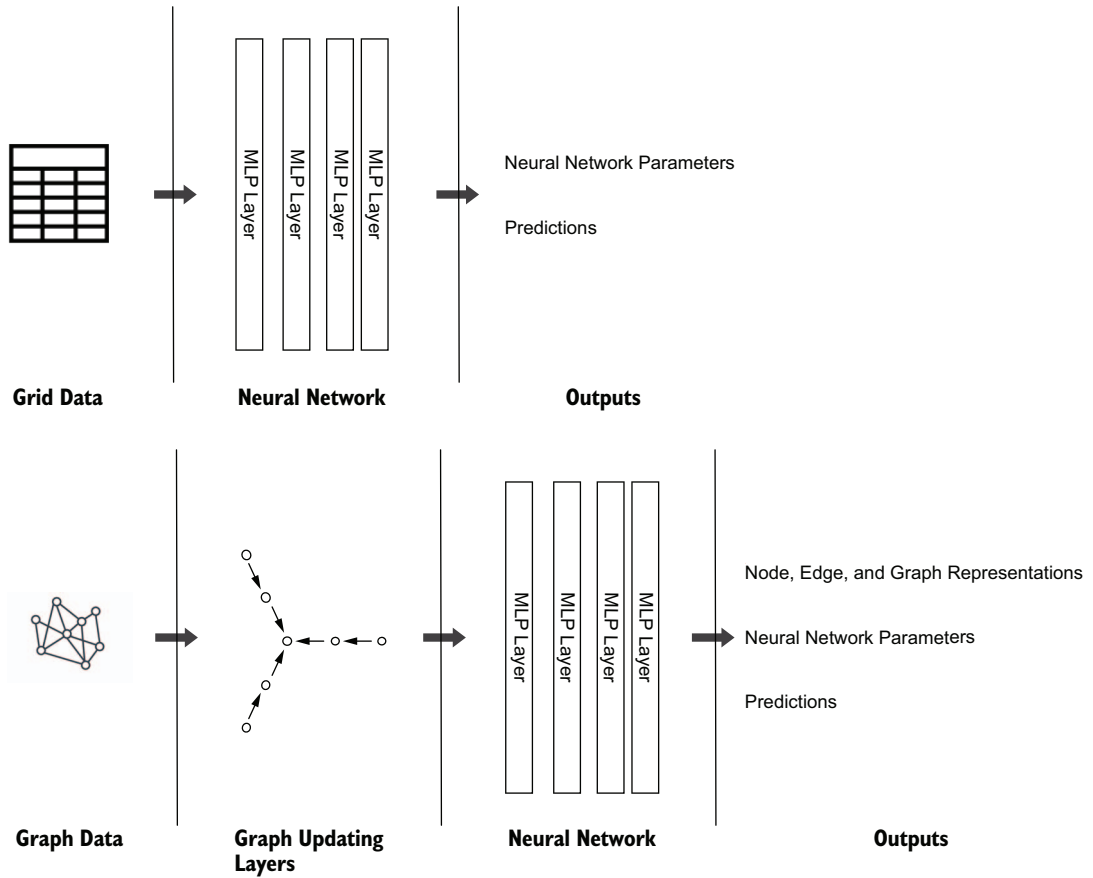 MLP Layer
MLP Layer
MLP Layer
MLP Layer
Neural Network Parameters
Predictions
Grid Data
Neural Network
Outputs
MLP Layer
MLP Layer
MLP Layer
MLP Layer
Node, Edge, and Graph Representations
Neural Network Parameters
Predictions
Graph Data
Graph Updating
Layers
Neural Network
Outputs